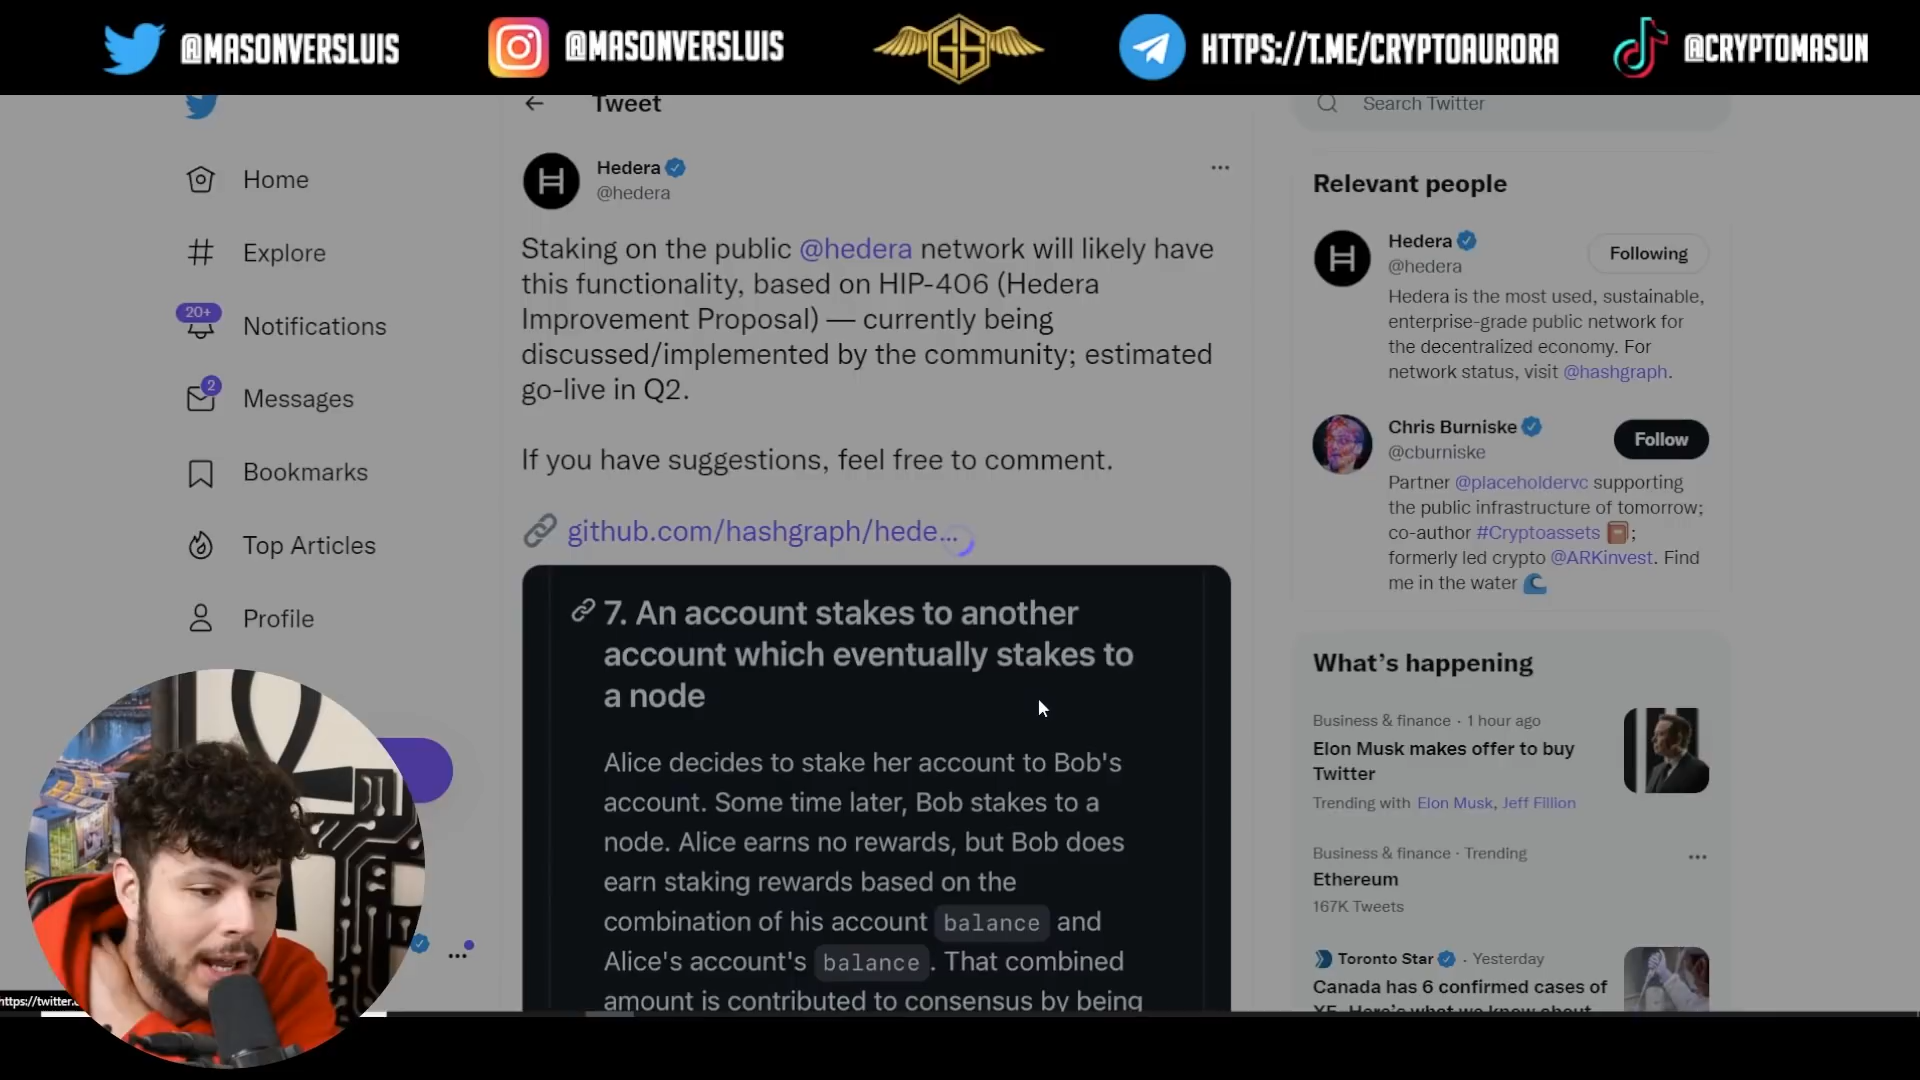 @MASONVERSLUIS
@MASONVERSLUIS
GS
HTTPS://T.ME/CRYPTOAURORA
@CRYPTOMASUN
Home
Explore
20+
Notifications
2
Messages
Bookmarks
Top Articles
Profile
https://twitter.c
Tweet
Hedera
@hedera
Staking on the public @hedera network will likely have
this functionality, based on HIP-406 (Hedera
Improvement Proposal) — currently being
discussed/implemented by the community; estimated
go-live in Q2.
If you have suggestions, feel free to comment.
github.com/hashgraph/hede...
7. An account stakes to another
account which eventually stakes to
a node
Alice decides to stake her account to Bob's
account. Some time later, Bob stakes to a
node. Alice earns no rewards, but Bob does
earn staking rewards based on the
combination of his account balance and
Alice's account's balance. That combined
amount is contributed to consensus by being
Search Twitter
Relevant people
Hedera
@hedera
Following
Hedera is the most used, sustainable,
enterprise-grade public network for
the decentralized economy. For
network status, visit @hashgraph.
Chris Burniske
@cburniske
Follow
Partner @placeholdervc supporting
the public infrastructure of tomorrow;
co-author #Cryptoassets ;
formerly led crypto @ARKinvest. Find
me in the water
What's happening
Business & finance · 1 hour ago
Elon Musk makes offer to buy
Twitter
Trending with Elon Musk, Jeff Fillion
Business & finance · Trending
Ethereum
167K Tweets
Toronto Star · Yesterday
Canada has 6 confirmed cases of
XE. Here's what we know about